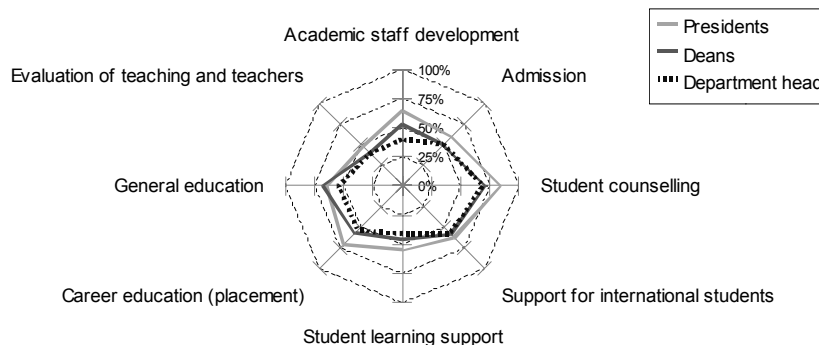 Academic staff development
Admission
Student counselling
Support for international students
Student learning support
Career education (placement)
General education
Evaluation of teaching and teachers
100%
75%
50%
25%
0%
Presidents
Deans
Department head